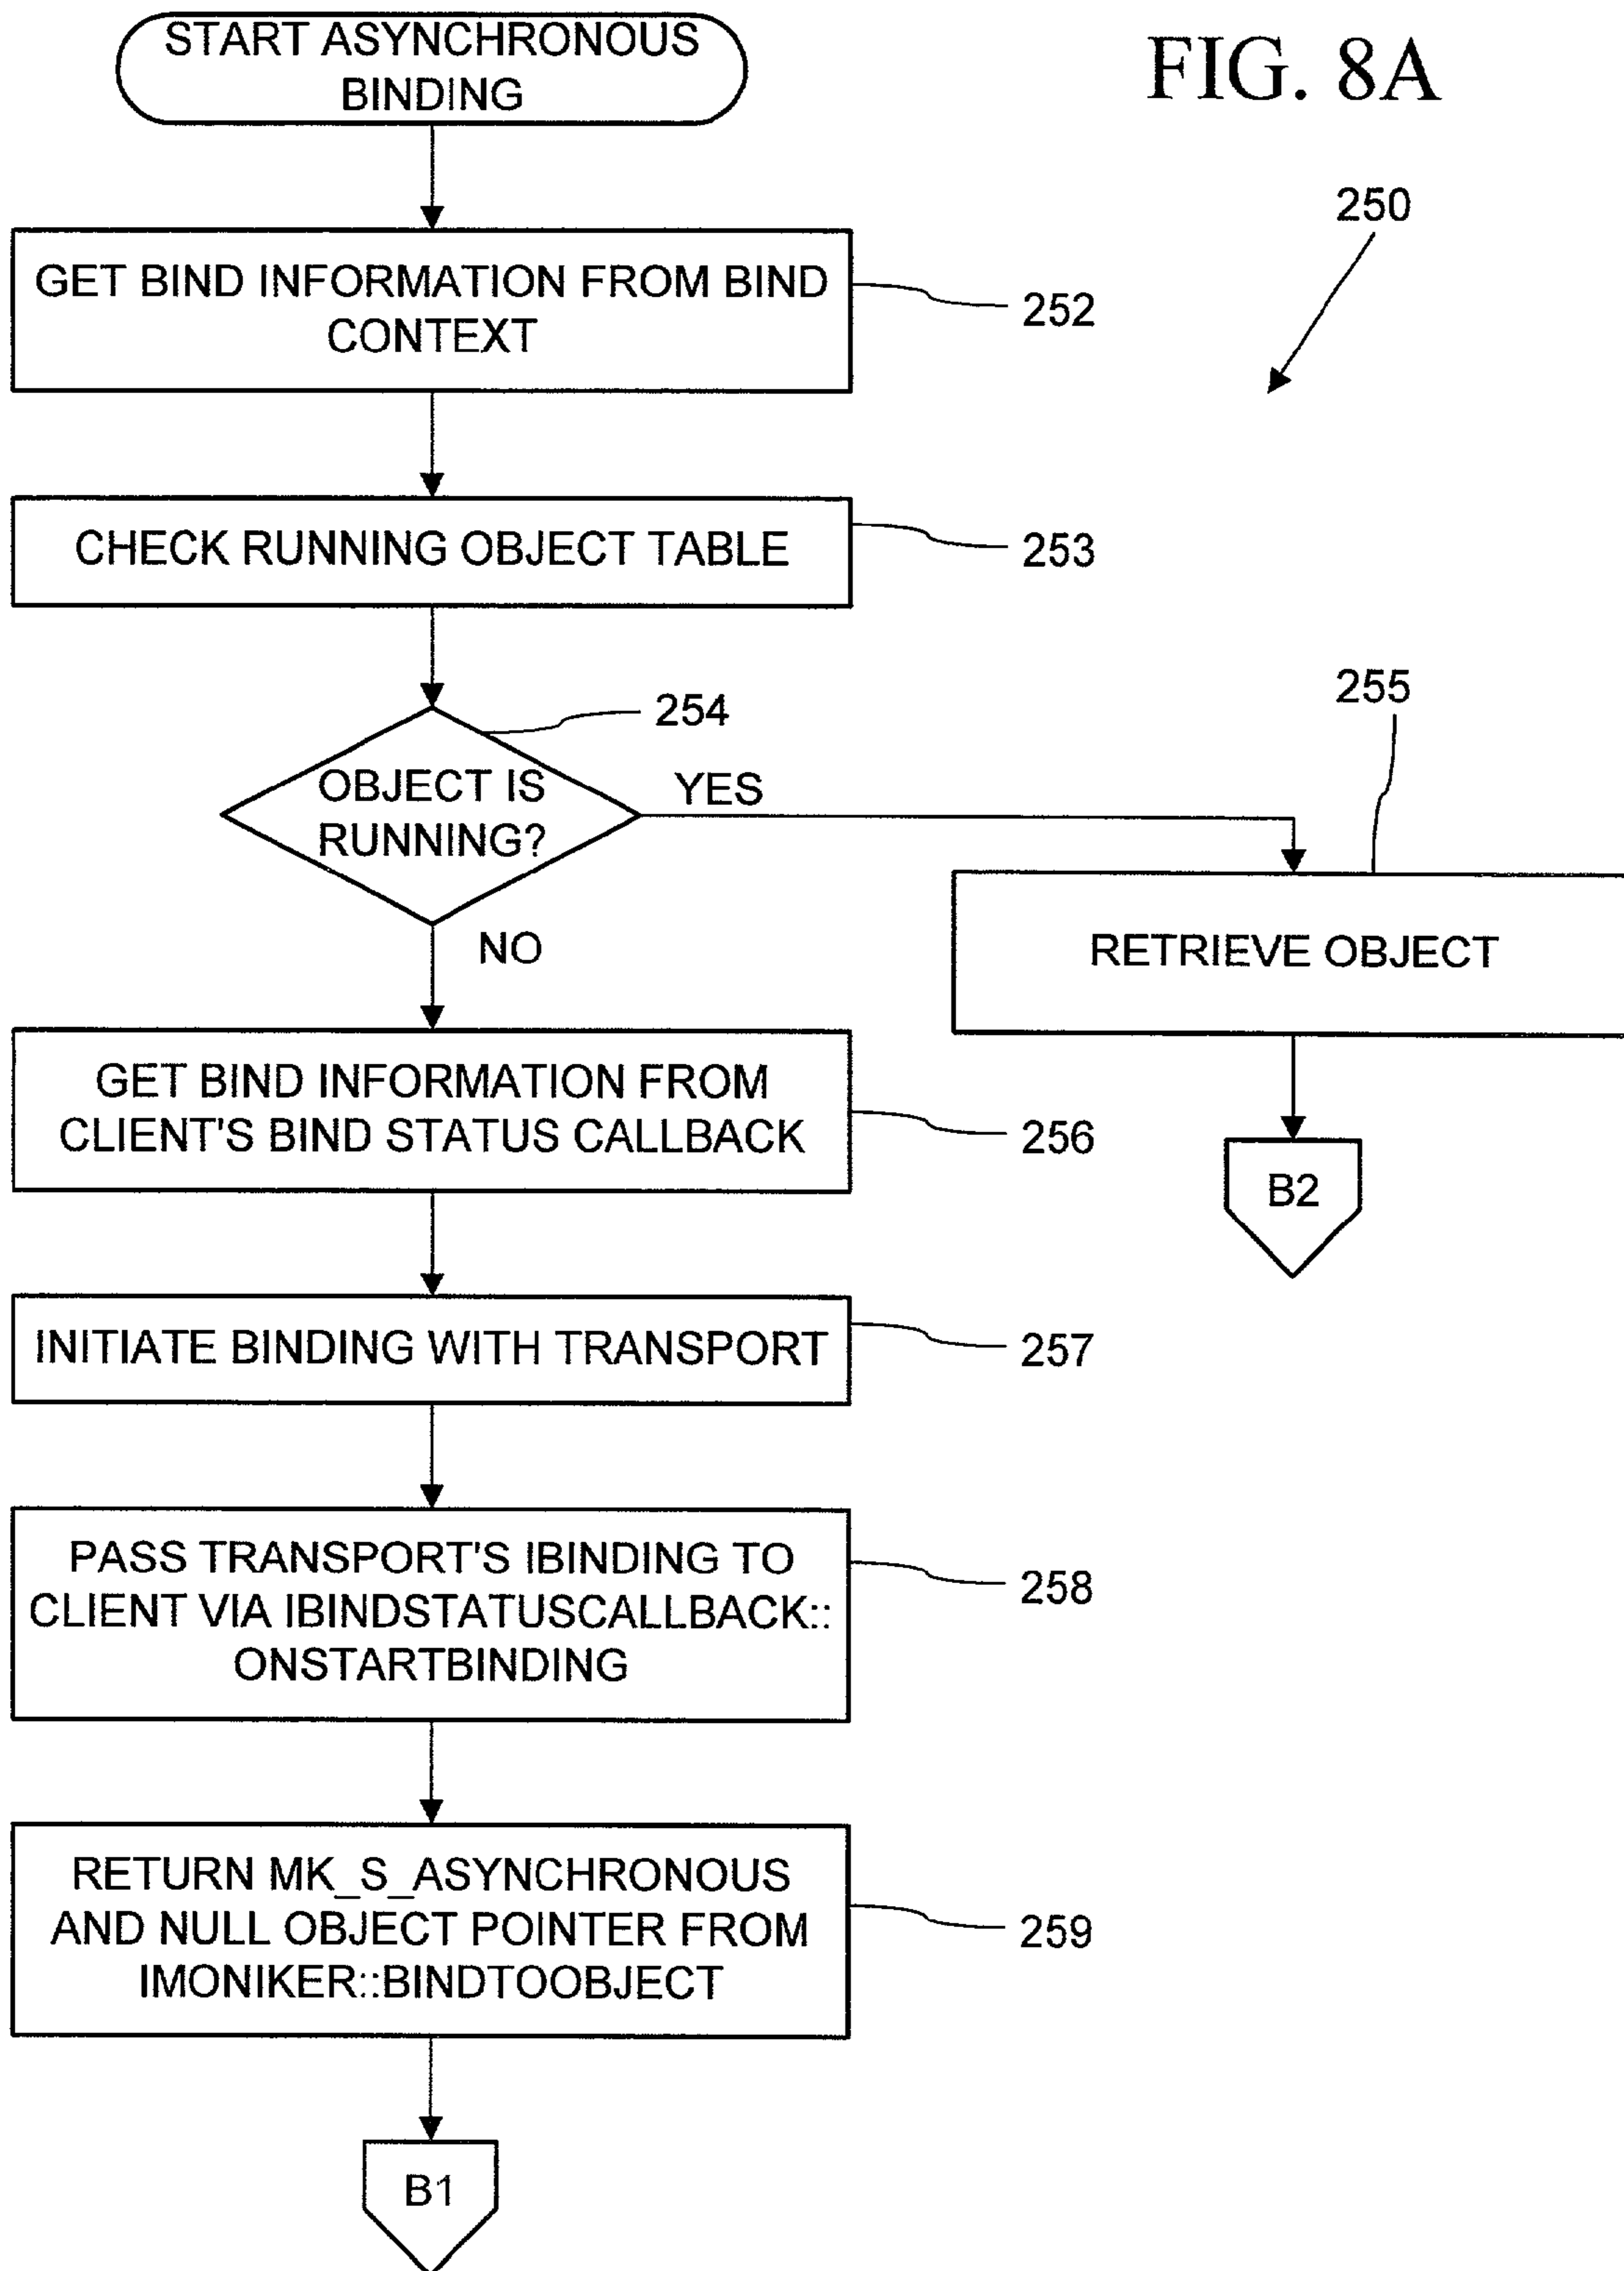 START ASYNCHRONOUS
BINDING
FIG. 8A
250
GET BIND INFORMATION FROM BIND
CONTEXT
252
CHECK RUNNING OBJECT TABLE
253
254
OBJECT IS
RUNNING?
YES
NO
255
RETRIEVE OBJECT
B2
GET BIND INFORMATION FROM
CLIENT'S BIND STATUS CALLBACK
256
INITIATE BINDING WITH TRANSPORT
257
PASS TRANSPORT'S IBINDING TO
CLIENT VIA IBINDSTATUSCALLBACK::
ONSTARTBINDING
258
RETURN MK_S_ASYNCHRONOUS
AND NULL OBJECT POINTER FROM
IMONIKER::BINDTOOBJECT
259
B1